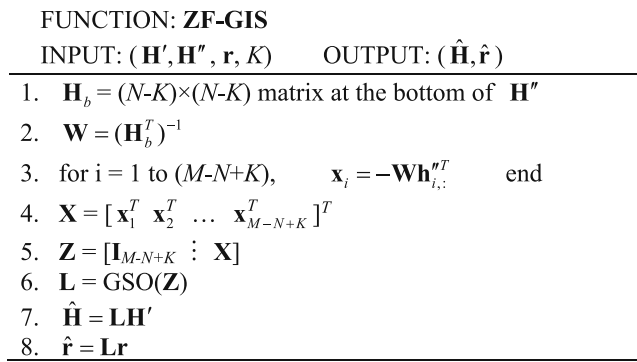 FUNCTION: ZF-GIS
INPUT: (H′, H″, r, K) OUTPUT: (Ĥ, r̂)
1. H_b = (N-K)×(N-K) matrix at the bottom of H″
2. W = (H_b^T)^{-1}
3. for i = 1 to (M-N+K), x_i = −Wh″^T_{i,:} end
4. X = [x_1^T x_2^T … x_{M−N+K}^T]^T
5. Z = [I_{M-N+K} ⋮ X]
6. L = GSO(Z)
7. Ĥ = LH′
8. r̂ = Lr